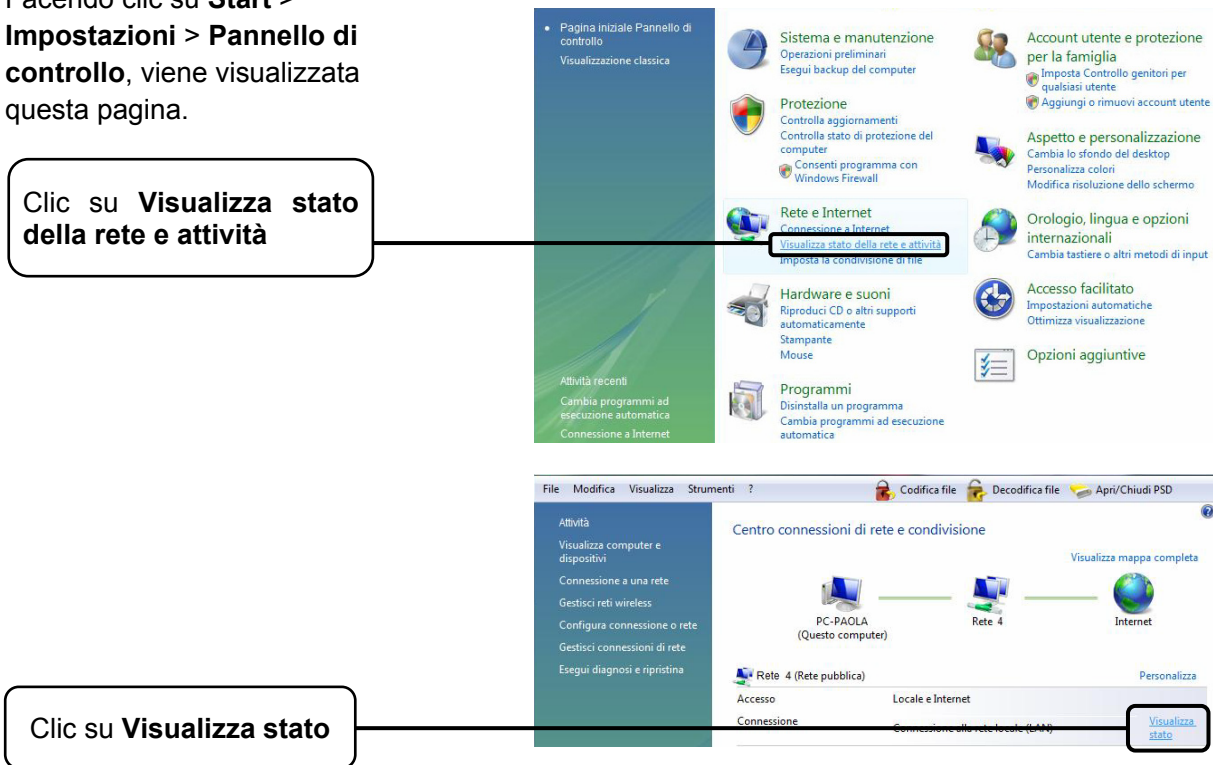 Facendo clic su Start >
Impostazioni > Pannello di
controllo, viene visualizzata
questa pagina.
Clic su Visualizza stato
della rete e attività
Pagina iniziale Pannello di
controllo
Visualizzazione classica
Attività recenti
Cambia programmi ad
esecuzione automatica
Connessione a Internet
Sistema e manutenzione
Operazioni preliminari
Esegui backup del computer
Protezione
Controlla aggiornamenti
Controlla stato di protezione del
computer
Consenti programma con
Windows Firewall
Rete e Internet
Connessione a Internet
Visualizza stato della rete e attività
Imposta la condivisione di file
Hardware e suoni
Riproduci CD o altri supporti
automaticamente
Stampante
Mouse
Programmi
Disinstalla un programma
Cambia programmi ad esecuzione
automatica
Account utente e protezione
per la famiglia
Imposta Controllo genitori per
qualsiasi utente
Aggiungi o rimuovi account utente
Aspetto e personalizzazione
Cambia lo sfondo del desktop
Personalizza colori
Modifica risoluzione dello schermo
Orologio, lingua e opzioni
internazionali
Cambia tastiere o altri metodi di input
Accesso facilitato
Impostazioni automatiche
Ottimizza visualizzazione
Opzioni aggiuntive
Clic su Visualizza stato
File Modifica Visualizza Strumenti ? Codifica file Decodifica file Apri/Chiudi PSD
Attività
Visualizza computer e
dispositivi
Connessione a una rete
Gestisci reti wireless
Configura connessione o rete
Gestisci connessioni di rete
Esegui diagnosi e ripristina
Centro connessioni di rete e condivisione
Visualizza mappa completa
PC-PAOLA
(Questo computer)
Rete 4
Internet
Rete 4 (Rete pubblica) Personalizza
Accesso Locale e Internet
Connessione Connessione alla rete locale (LAN) Visualizza
stato